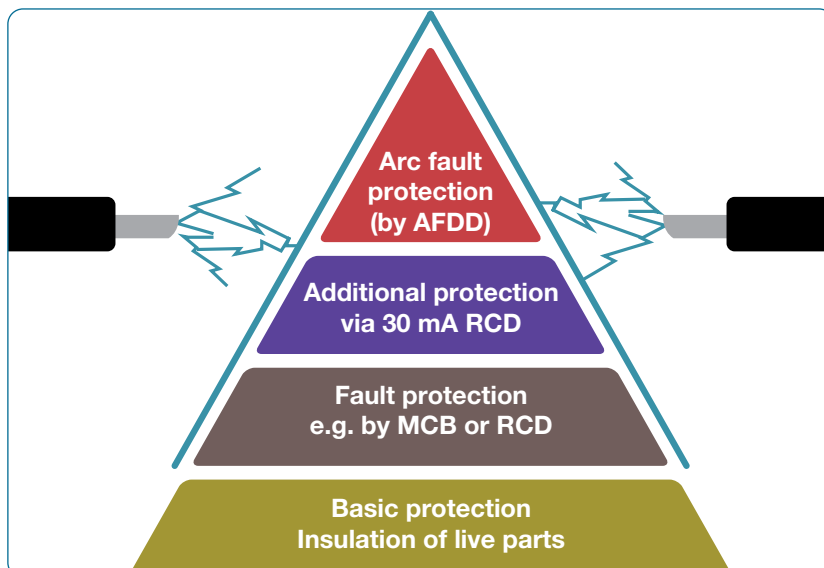 Arc fault
protection
(by AFDD)
Additional protection
via 30 mA RCD
Fault protection
e.g. by MCB or RCD
Basic protection
Insulation of live parts